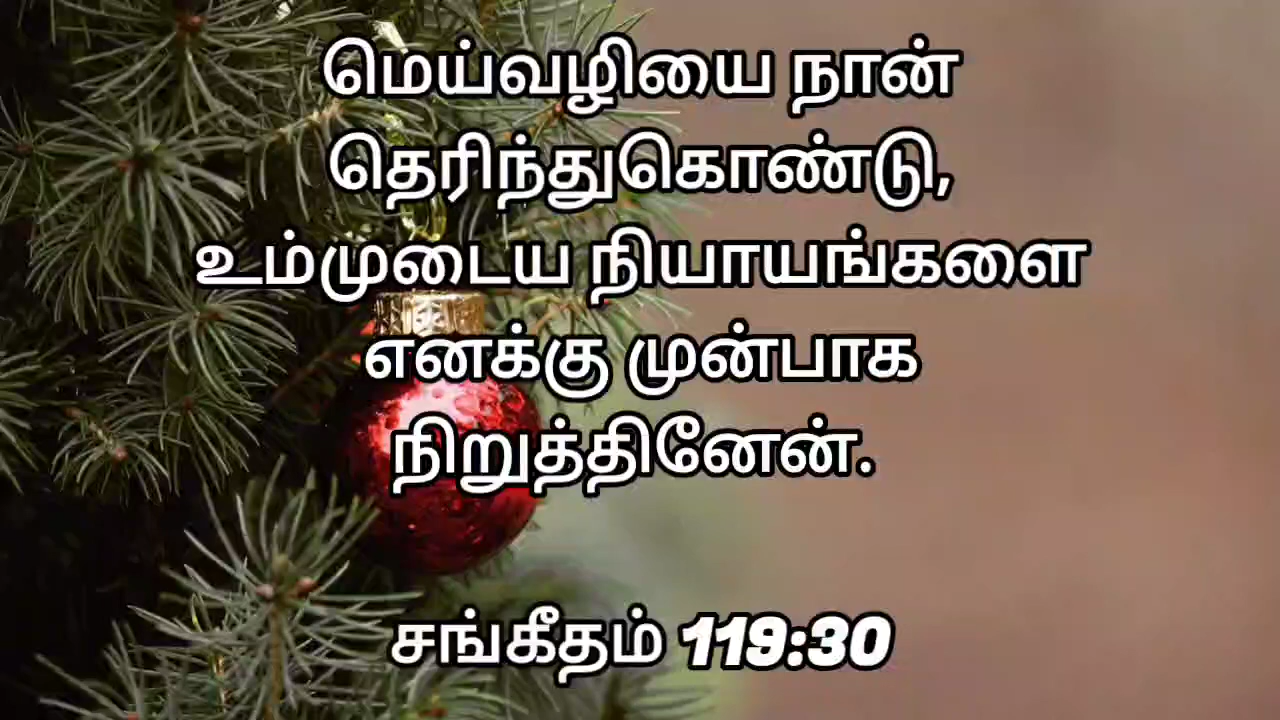 மெய்வழியை நான்
தெரிந்துகொண்டு,
உம்முடைய நியாயங்களை
எனக்கு முன்பாக
நிறுத்தினேன்.
சங்கீதம் 119:30